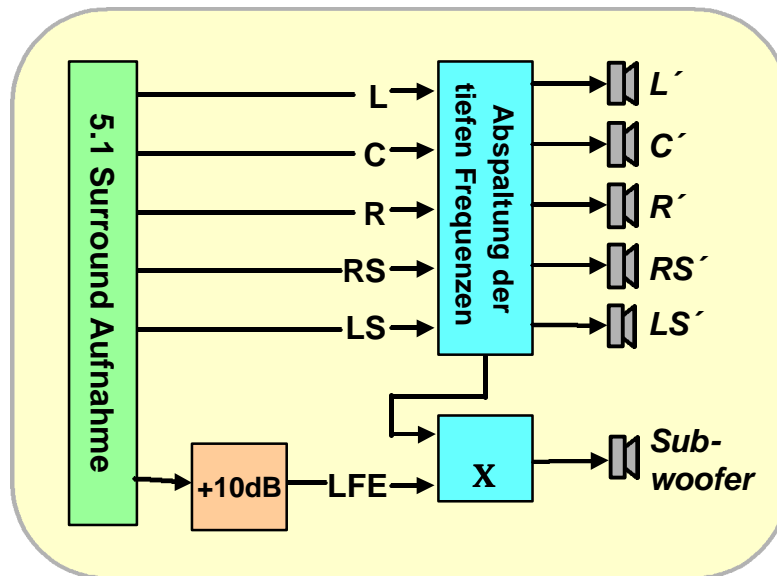 5.1 Surround Aufnahme
L
C
R
RS
LS
+10dB
LFE
Abspaltung der
tiefen Frequenzen
x
L´
C´
R´
RS´
LS´
Sub-
woofer